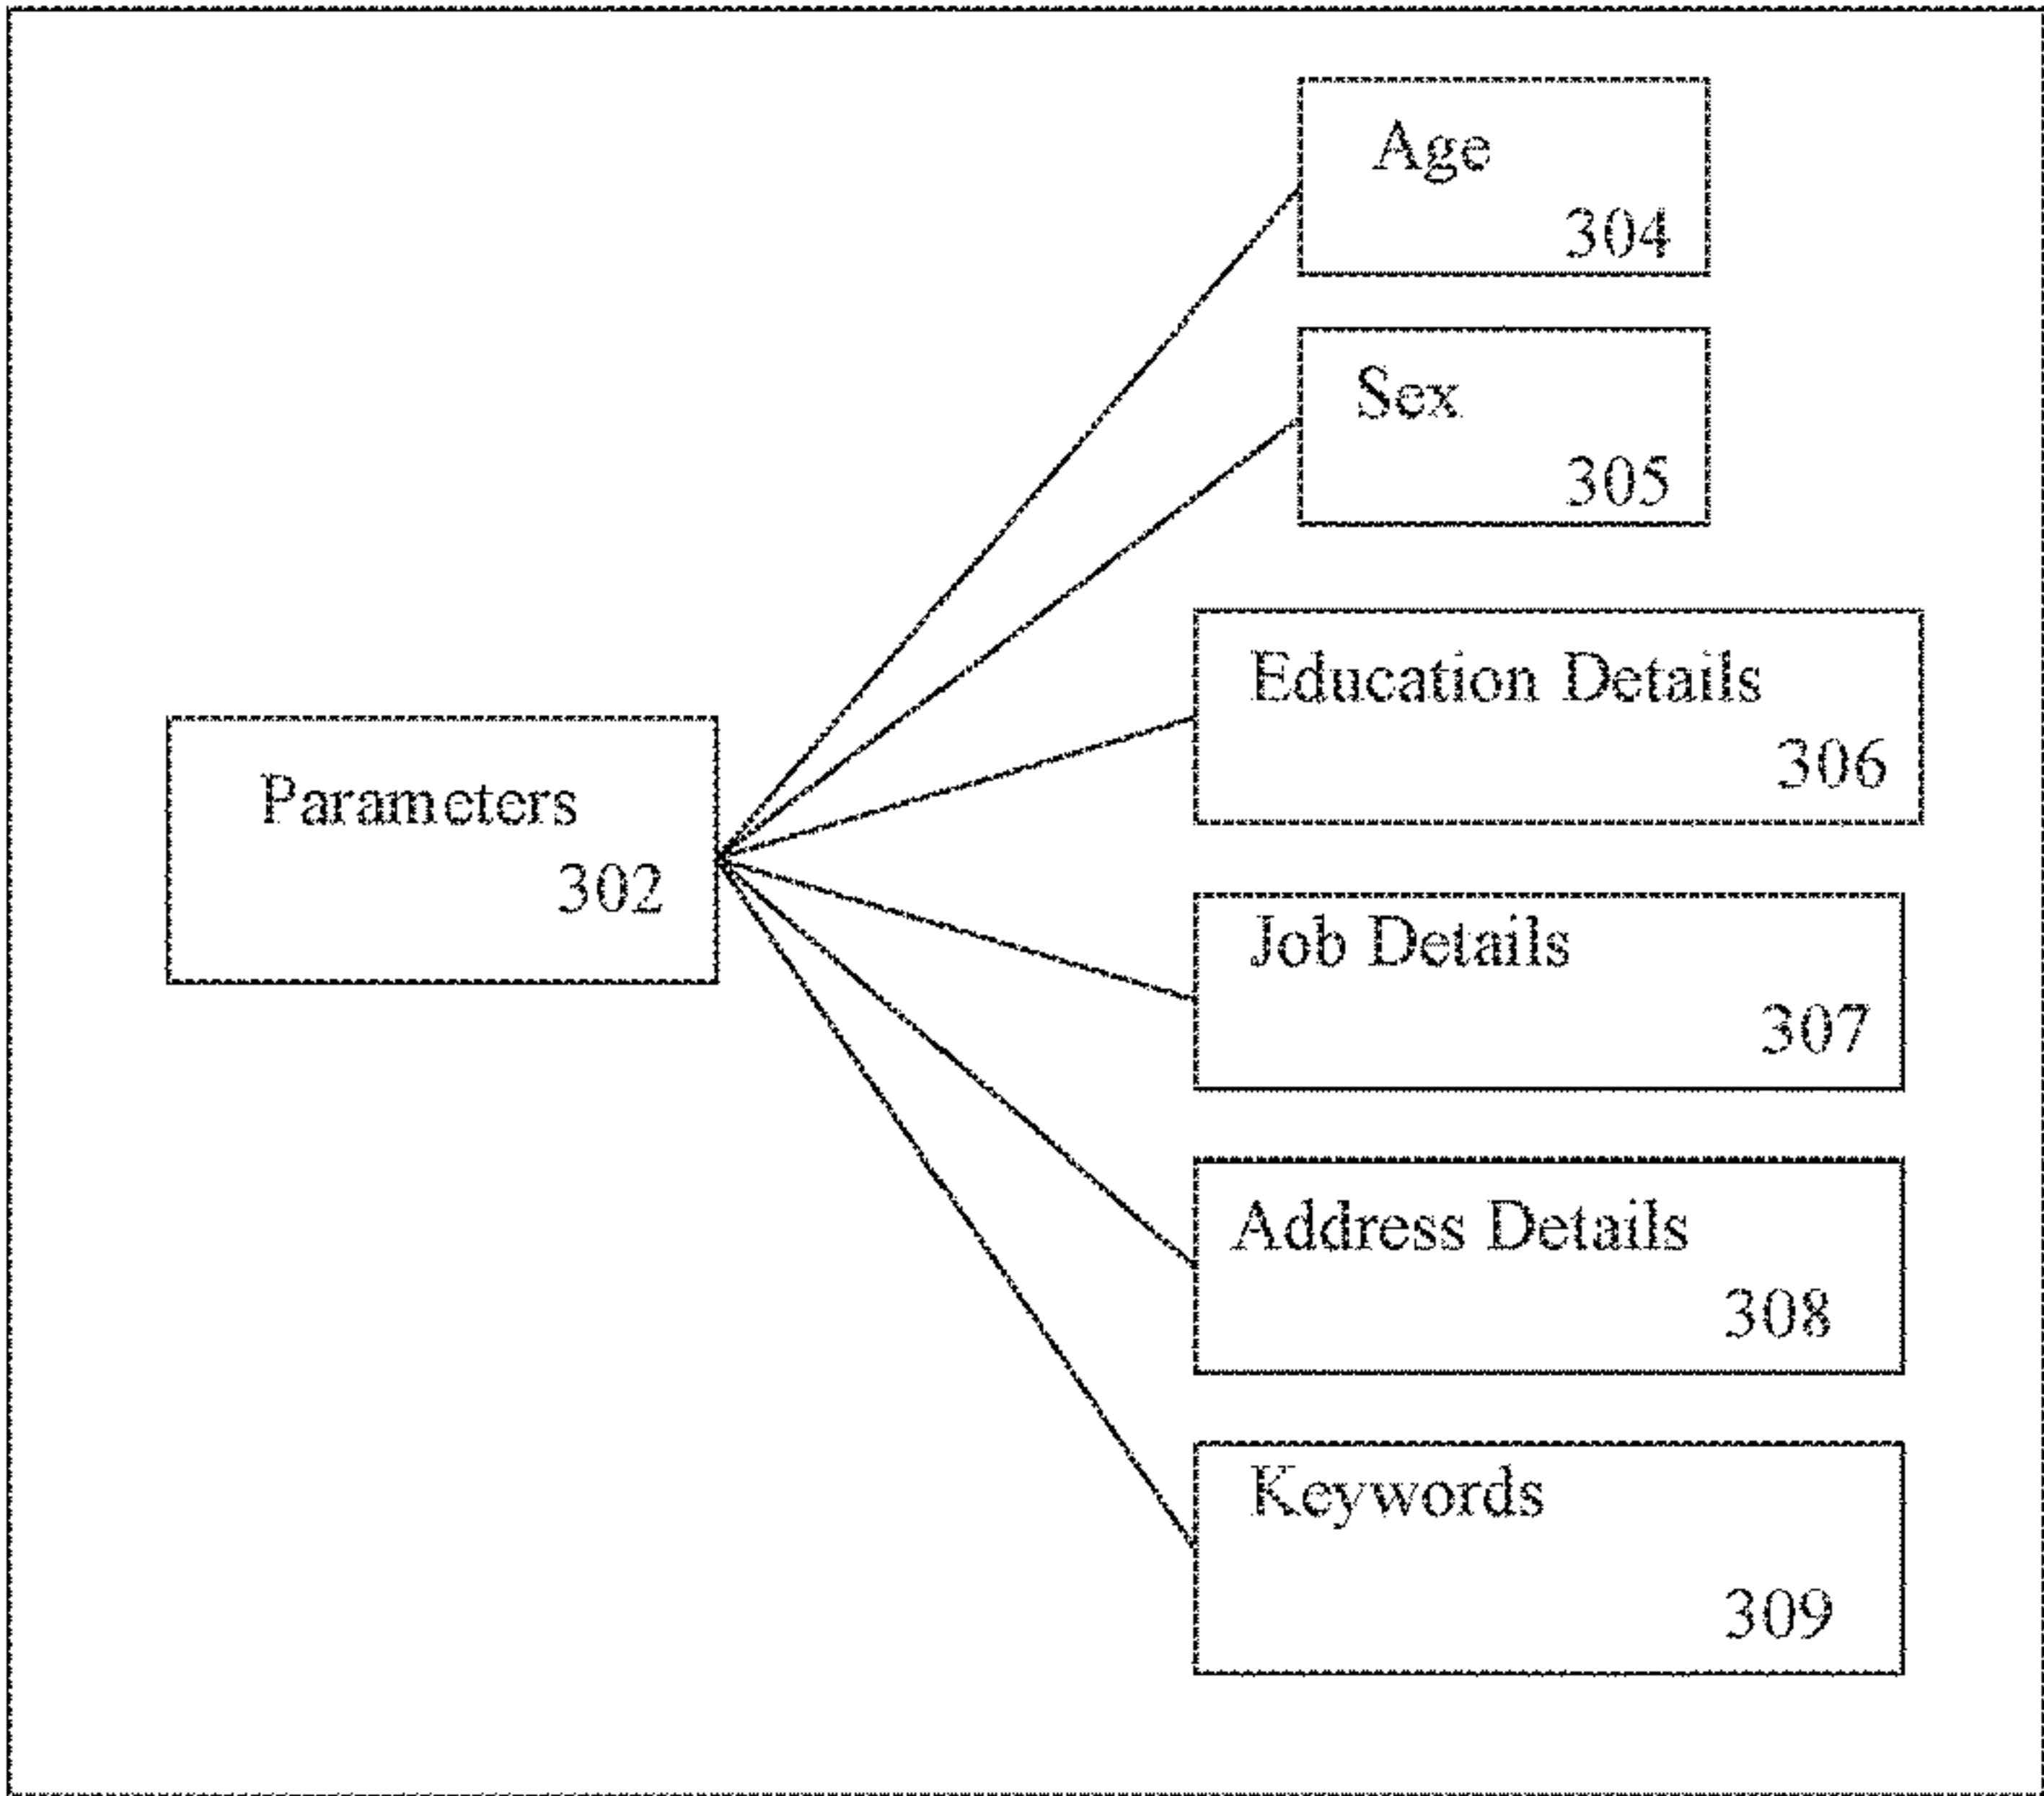 Age
304
Sex
305
Education Details
306
Parameters
302
Job Details
307
Address Details
308
Keywords
309